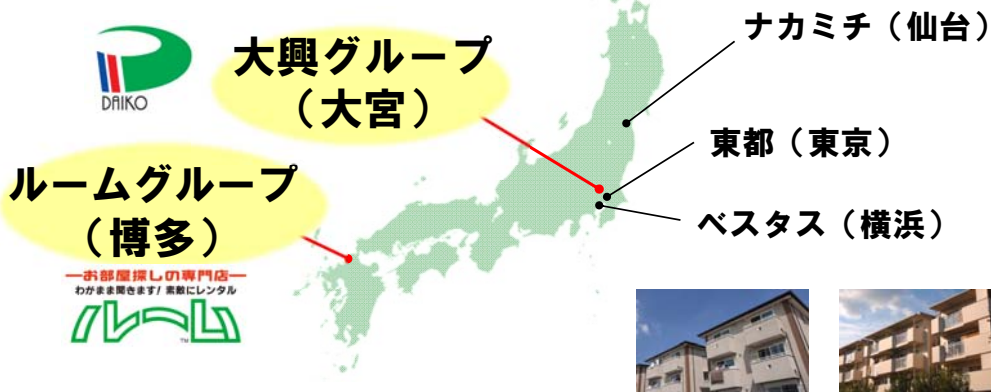 ナカミチ（仙台）
大興グループ
（大宮）
DAIKO
東都（東京）
ルームグループ
（博多）
ベスタス（横浜）
―お部屋探しの専門店―
わがまま聞きます! 素敵にレンタル
ルーム
TM